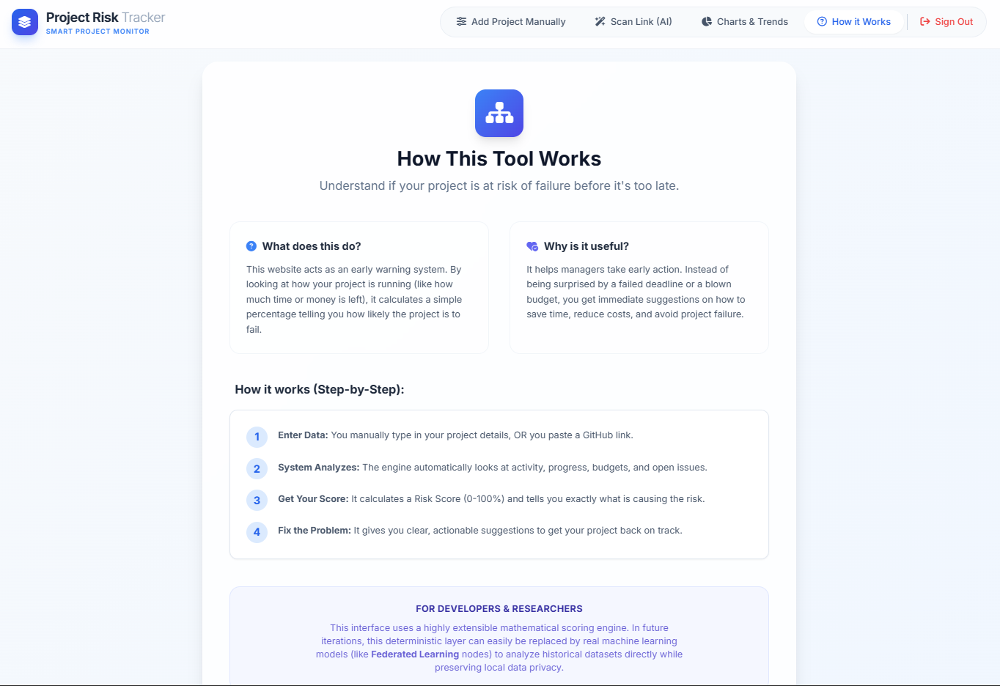 Project Risk Tracker
SMART PROJECT MONITOR
Add Project Manually
Scan Link (AI)
Charts & Trends
How it Works
Sign Out
How This Tool Works
Understand if your project is at risk of failure before it's too late.
What does this do?
This website acts as an early warning system. By
looking at how your project is running (like how
much time or money is left), it calculates a simple
percentage telling you how likely the project is to
fail.
Why is it useful?
It helps managers take early action. Instead of
being surprised by a failed deadline or a blown
budget, you get immediate suggestions on how to
save time, reduce costs, and avoid project failure.
How it works (Step-by-Step):
1 Enter Data: You manually type in your project details, OR you paste a GitHub link.
2 System Analyzes: The engine automatically looks at activity, progress, budgets, and open issues.
3 Get Your Score: It calculates a Risk Score (0-100%) and tells you exactly what is causing the risk.
4 Fix the Problem: It gives you clear, actionable suggestions to get your project back on track.
FOR DEVELOPERS & RESEARCHERS
This interface uses a highly extensible mathematical scoring engine. In future
iterations, this deterministic layer can easily be replaced by real machine learning
models (like Federated Learning nodes) to analyze historical datasets directly while
preserving local data privacy.